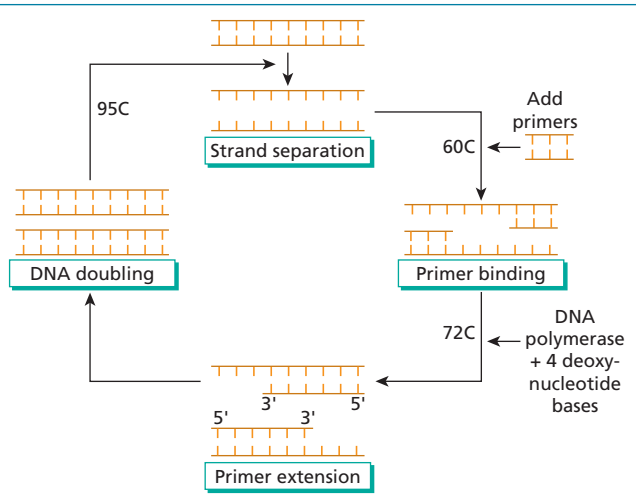 95C
Strand separation
60C
Add
primers
DNA doubling
Primer binding
72C
DNA
polymerase
+ 4 deoxy-
nucleotide
bases
3' 5'
5' 3'
Primer extension